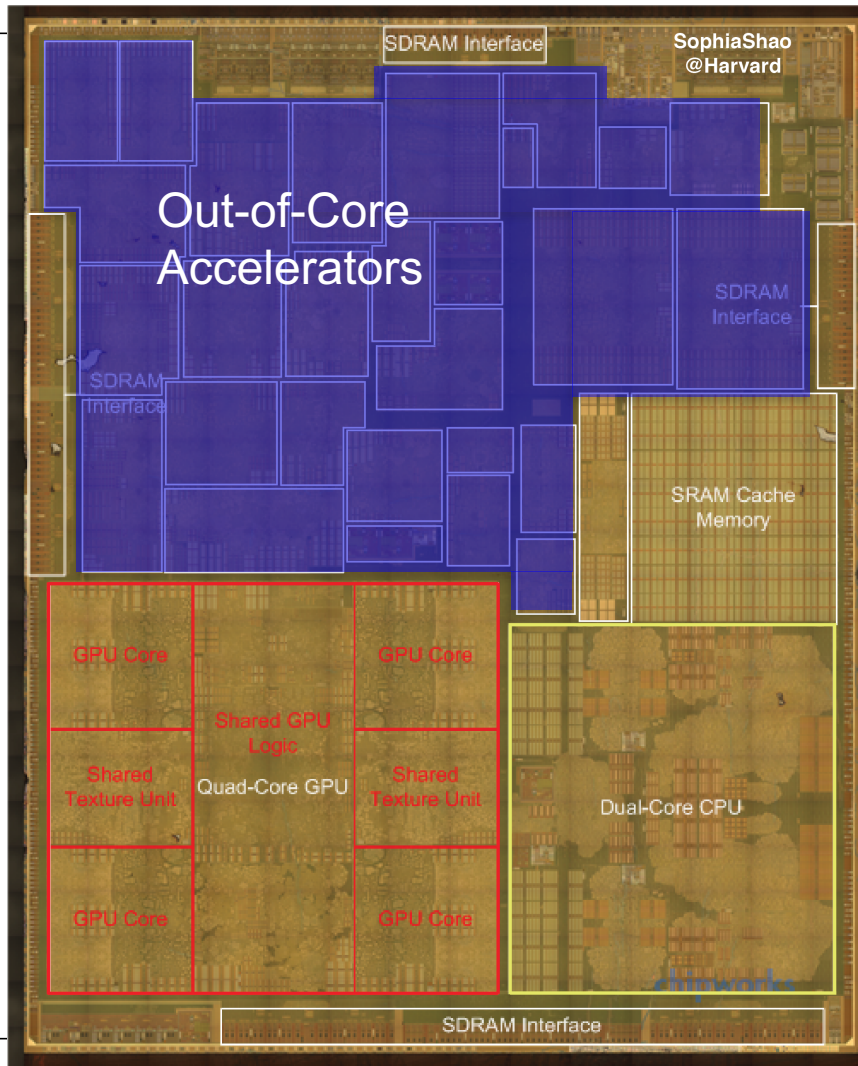 SDRAM Interface
SophiaShao
@Harvard
Out-of-Core
Accelerators
SDRAM
Interface
SDRAM
Interface
SRAM Cache
Memory
GPU Core
GPU Core
Shared GPU
Logic
Shared
Texture Unit
Quad-Core GPU
Shared
Texture Unit
Dual-Core CPU
GPU Core
GPU Core
chipworks
SDRAM Interface